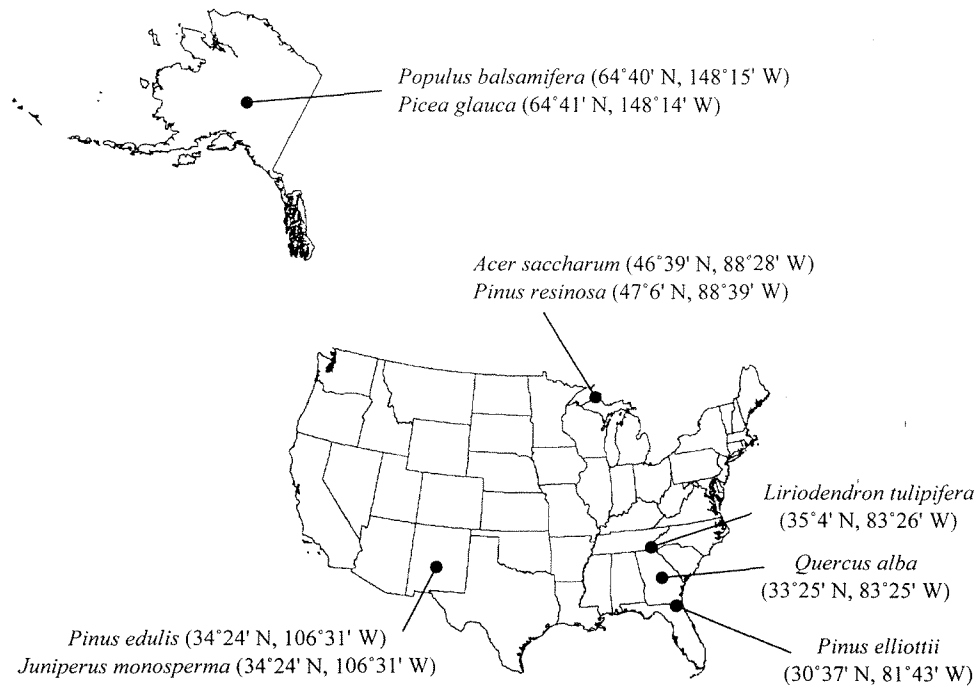 Populus balsamifera (64°40' N, 148°15' W)
Picea glauca (64°41' N, 148°14' W)
Acer saccharum (46°39' N, 88°28' W)
Pinus resinosa (47°6' N, 88°39' W)
Liriodendron tulipifera
(35°4' N, 83°26' W)
Quercus alba
(33°25' N, 83°25' W)
Pinus edulis (34°24' N, 106°31' W)
Juniperus monosperma (34°24' N, 106°31' W)
Pinus elliottii
(30°37' N, 81°43' W)